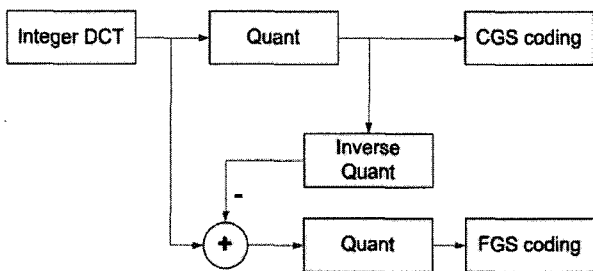 Integer DCT
Quant
CGS coding
Inverse
Quant
-
+
Quant
FGS coding